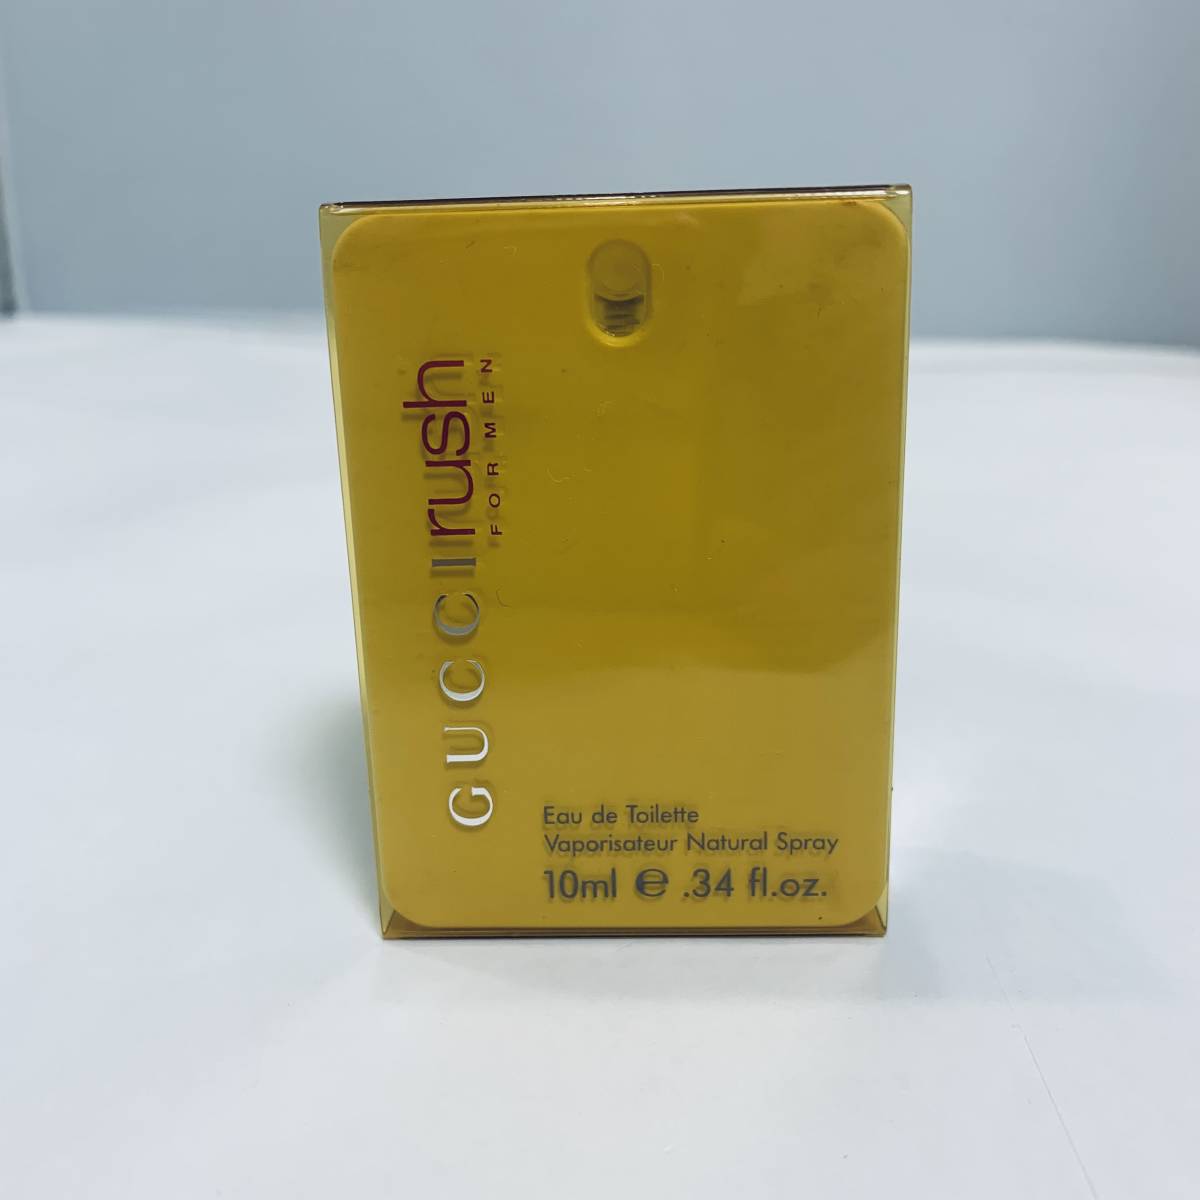 GUCCI rush
FOR MEN
Eau de Toilette
Vaporisateur Natural Spray
10ml ℮ .34 fl.oz.